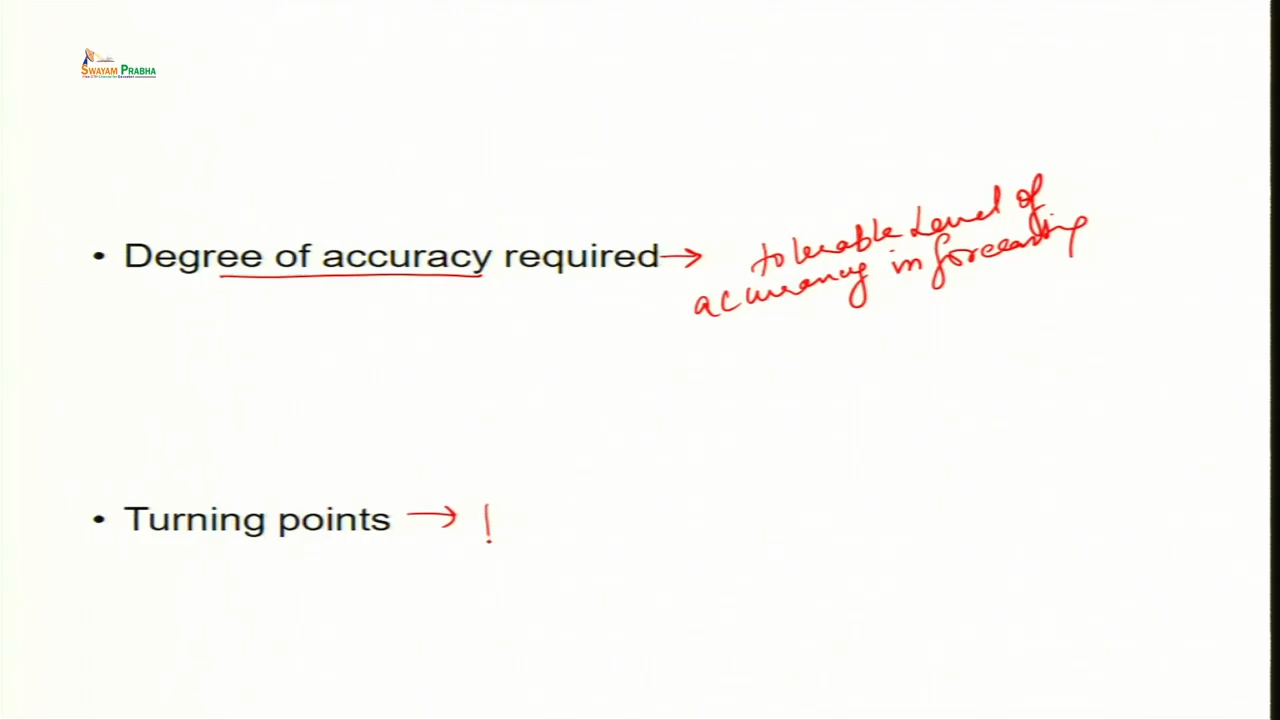 SWAYAM PRABHA
• Degree of accuracy required →
tolerable Level of
accuracy in forecasting
• Turning points →